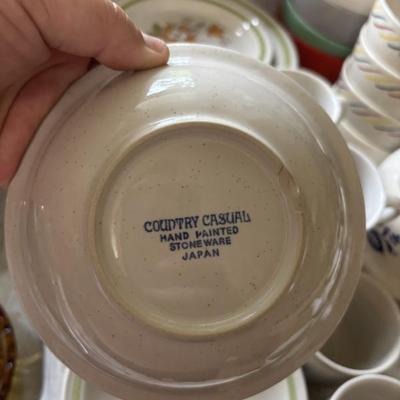 COUNTRY CASUAL
HAND PAINTED
STONEWARE
JAPAN